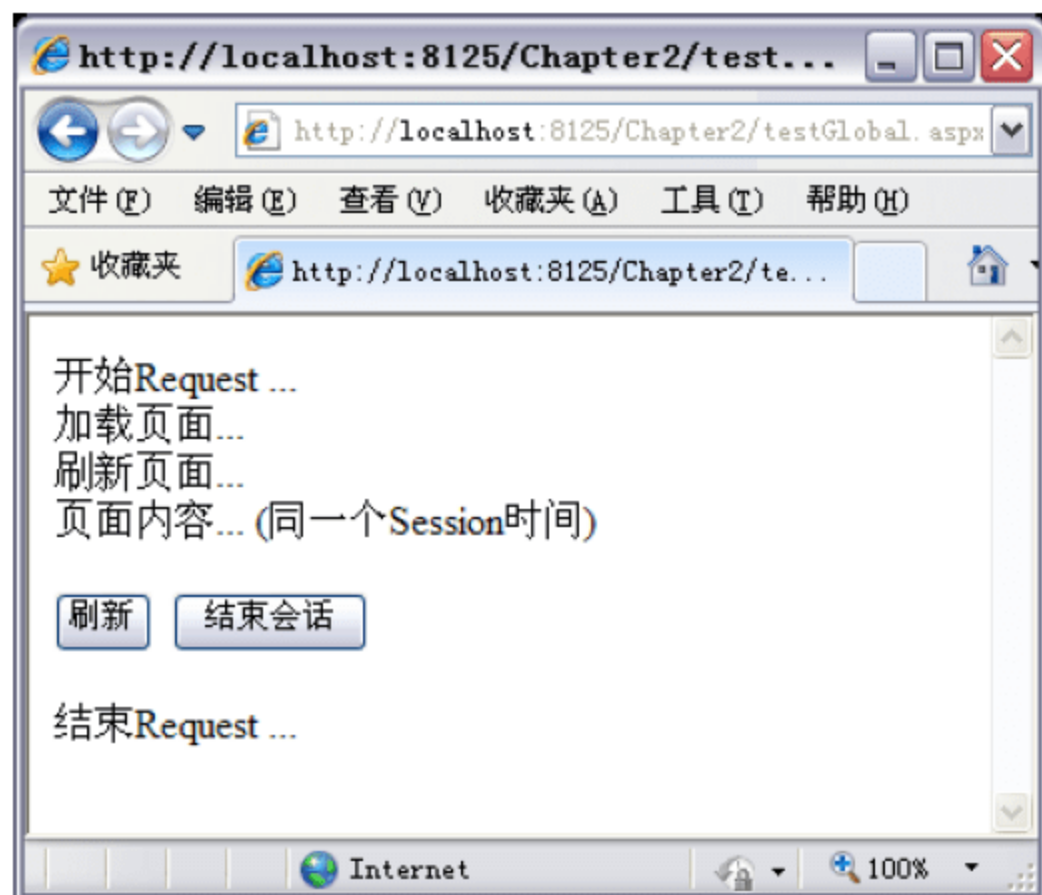 http://localhost:8125/Chapter2/test...
http://localhost:8125/Chapter2/testGlobal.aspx
文件(F) 编辑(E) 查看(V) 收藏夹(A) 工具(T) 帮助(H)
收藏夹 http://localhost:8125/Chapter2/te...
开始Request ...
加载页面...
刷新页面...
页面内容... (同一个Session时间)
刷新 结束会话
结束Request ...
Internet 100%